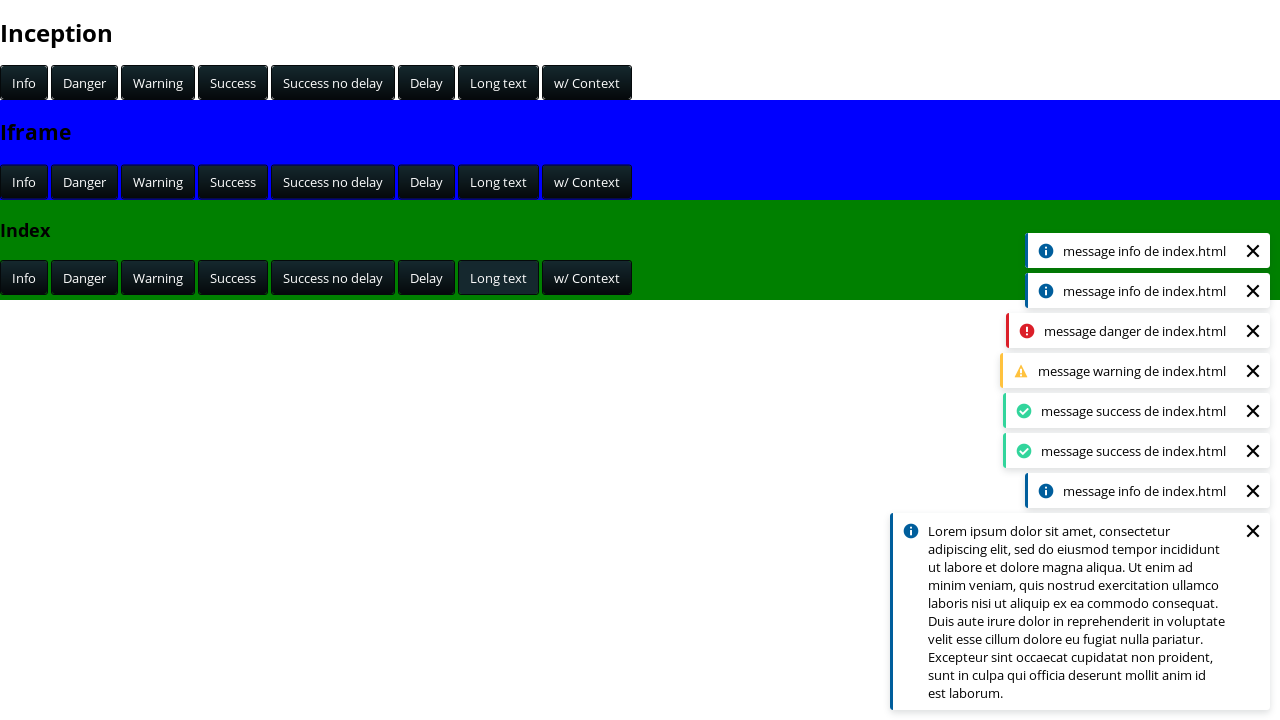 Inception
Info Danger Warning Success Success no delay Delay Long text w/ Context
Iframe
Info Danger Warning Success Success no delay Delay Long text w/ Context
Index
Info Danger Warning Success Success no delay Delay Long text w/ Context
message info de index.html
message info de index.html
message danger de index.html
message warning de index.html
message success de index.html
message success de index.html
message info de index.html
Lorem ipsum dolor sit amet, consectetur
adipiscing elit, sed do eiusmod tempor incididunt
ut labore et dolore magna aliqua. Ut enim ad
minim veniam, quis nostrud exercitation ullamco
laboris nisi ut aliquip ex ea commodo consequat.
Duis aute irure dolor in reprehenderit in voluptate
velit esse cillum dolore eu fugiat nulla pariatur.
Excepteur sint occaecat cupidatat non proident,
sunt in culpa qui officia deserunt mollit anim id
est laborum.